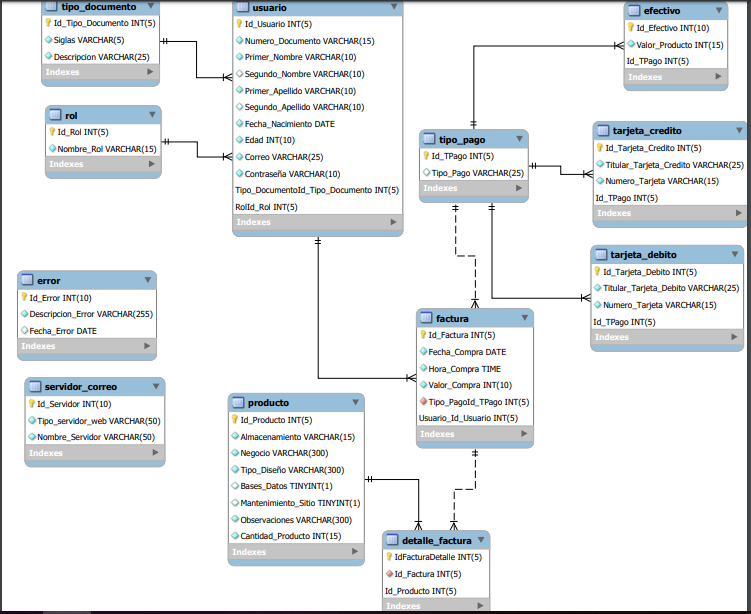 tipo_documento
Id_Tipo_Documento INT(5)
Siglas VARCHAR(5)
Descripcion VARCHAR(25)
Indexes
rol
Id_Rol INT(5)
Nombre_Rol VARCHAR(15)
Indexes
usuario
Id_Usuario INT(5)
Numero_Documento VARCHAR(15)
Primer_Nombre VARCHAR(10)
Segundo_Nombre VARCHAR(10)
Primer_Apellido VARCHAR(10)
Segundo_Apellido VARCHAR(10)
Fecha_Nacimiento DATE
Edad INT(10)
Correo VARCHAR(25)
Contraseña VARCHAR(10)
Tipo_DocumentoId_Tipo_Documento INT(5)
RolId_Rol INT(5)
Indexes
efectivo
Id_Efectivo INT(10)
Valor_Producto INT(15)
Id_TPago INT(5)
Indexes
tipo_pago
Id_TPago INT(5)
Tipo_Pago VARCHAR(25)
Indexes
tarjeta_credito
Id_Tarjeta_Credito INT(5)
Titular_Tarjeta_Credito VARCHAR(25)
Numero_Tarjeta VARCHAR(15)
Id_TPago INT(5)
Indexes
tarjeta_debito
Id_Tarjeta_Debito INT(5)
Titular_Tarjeta_Debito VARCHAR(25)
Numero_Tarjeta VARCHAR(15)
Id_TPago INT(5)
Indexes
error
Id_Error INT(10)
Descripcion_Error VARCHAR(255)
Fecha_Error DATE
Indexes
servidor_correo
Id_Servidor INT(10)
Tipo_servidor_web VARCHAR(50)
Nombre_Servidor VARCHAR(50)
Indexes
factura
Id_Factura INT(5)
Fecha_Compra DATE
Hora_Compra TIME
Valor_Compra INT(10)
Tipo_PagoId_TPago INT(5)
Usuario_Id_Usuario INT(5)
Indexes
producto
Id_Producto INT(5)
Almacenamiento VARCHAR(15)
Negocio VARCHAR(300)
Tipo_Diseño VARCHAR(300)
Bases_Datos TINYINT(1)
Mantenimiento_Sitio TINYINT(1)
Observaciones VARCHAR(300)
Cantidad_Producto INT(15)
Indexes
detalle_factura
IdFacturaDetalle INT(5)
Id_Factura INT(5)
Id_Producto INT(5)
Indexes